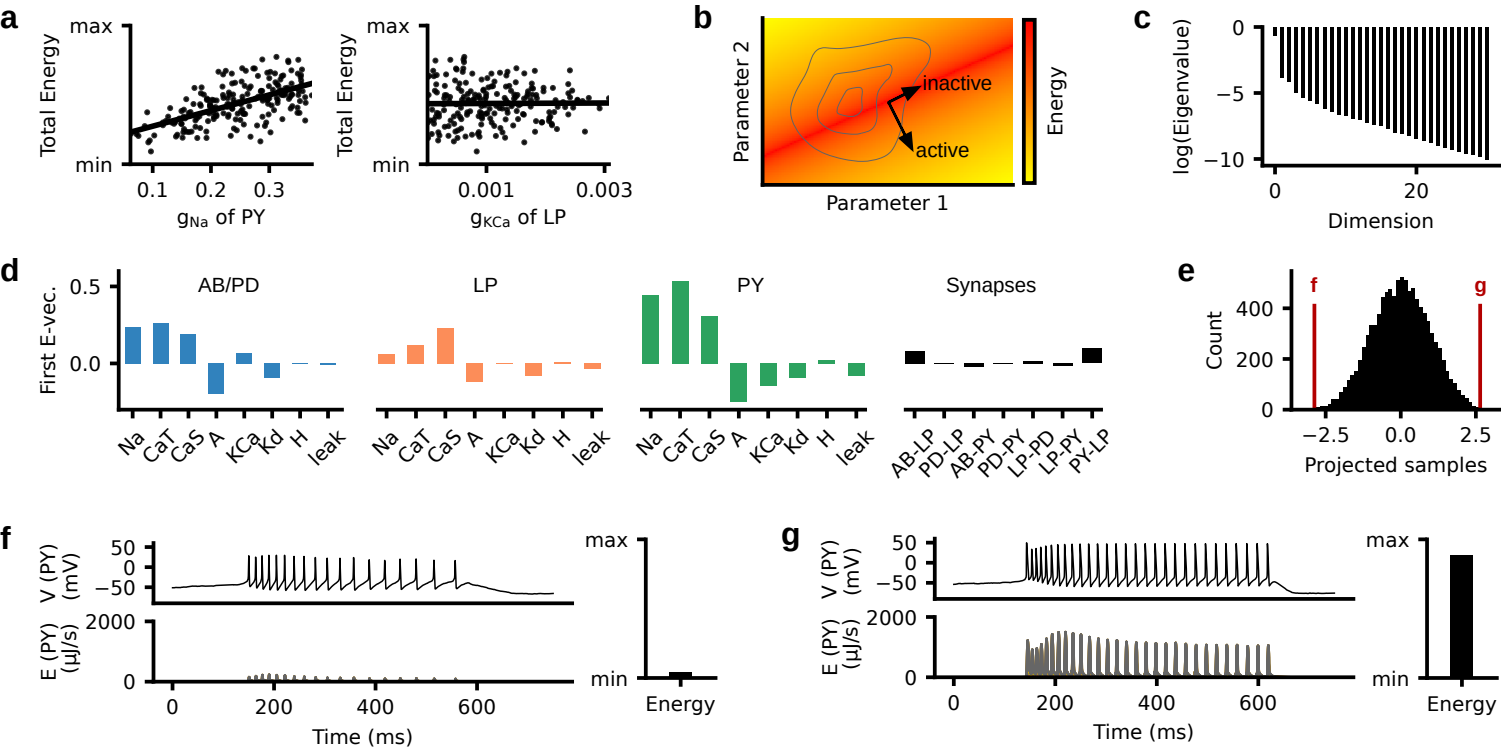 a
max
Total Energy
min
0.1
0.2
0.3
gNa of PY
max
Total Energy
min
0.001
0.003
gKCa of LP
b
Parameter 2
inactive
active
Parameter 1
Energy
c
log(Eigenvalue)
0
−5
−10
0
20
Dimension
d
First E-vec.
0.5
0.0
AB/PD
Na
CaT
CaS
A
KCa
Kd
H
leak
LP
Na
CaT
CaS
A
KCa
Kd
H
leak
PY
Na
CaT
CaS
A
KCa
Kd
H
leak
Synapses
AB-LP
PD-LP
AB-PY
PD-PY
LP-PD
LP-PY
PY-LP
e
Count
400
200
0
f
g
−2.5
0.0
2.5
Projected samples
f
V (PY)
(mV)
50
0
−50
E (PY)
(μJ/s)
2000
0
0
200
400
600
Time (ms)
max
min
Energy
g
V (PY)
(mV)
50
0
−50
E (PY)
(μJ/s)
2000
0
0
200
400
600
Time (ms)
max
min
Energy